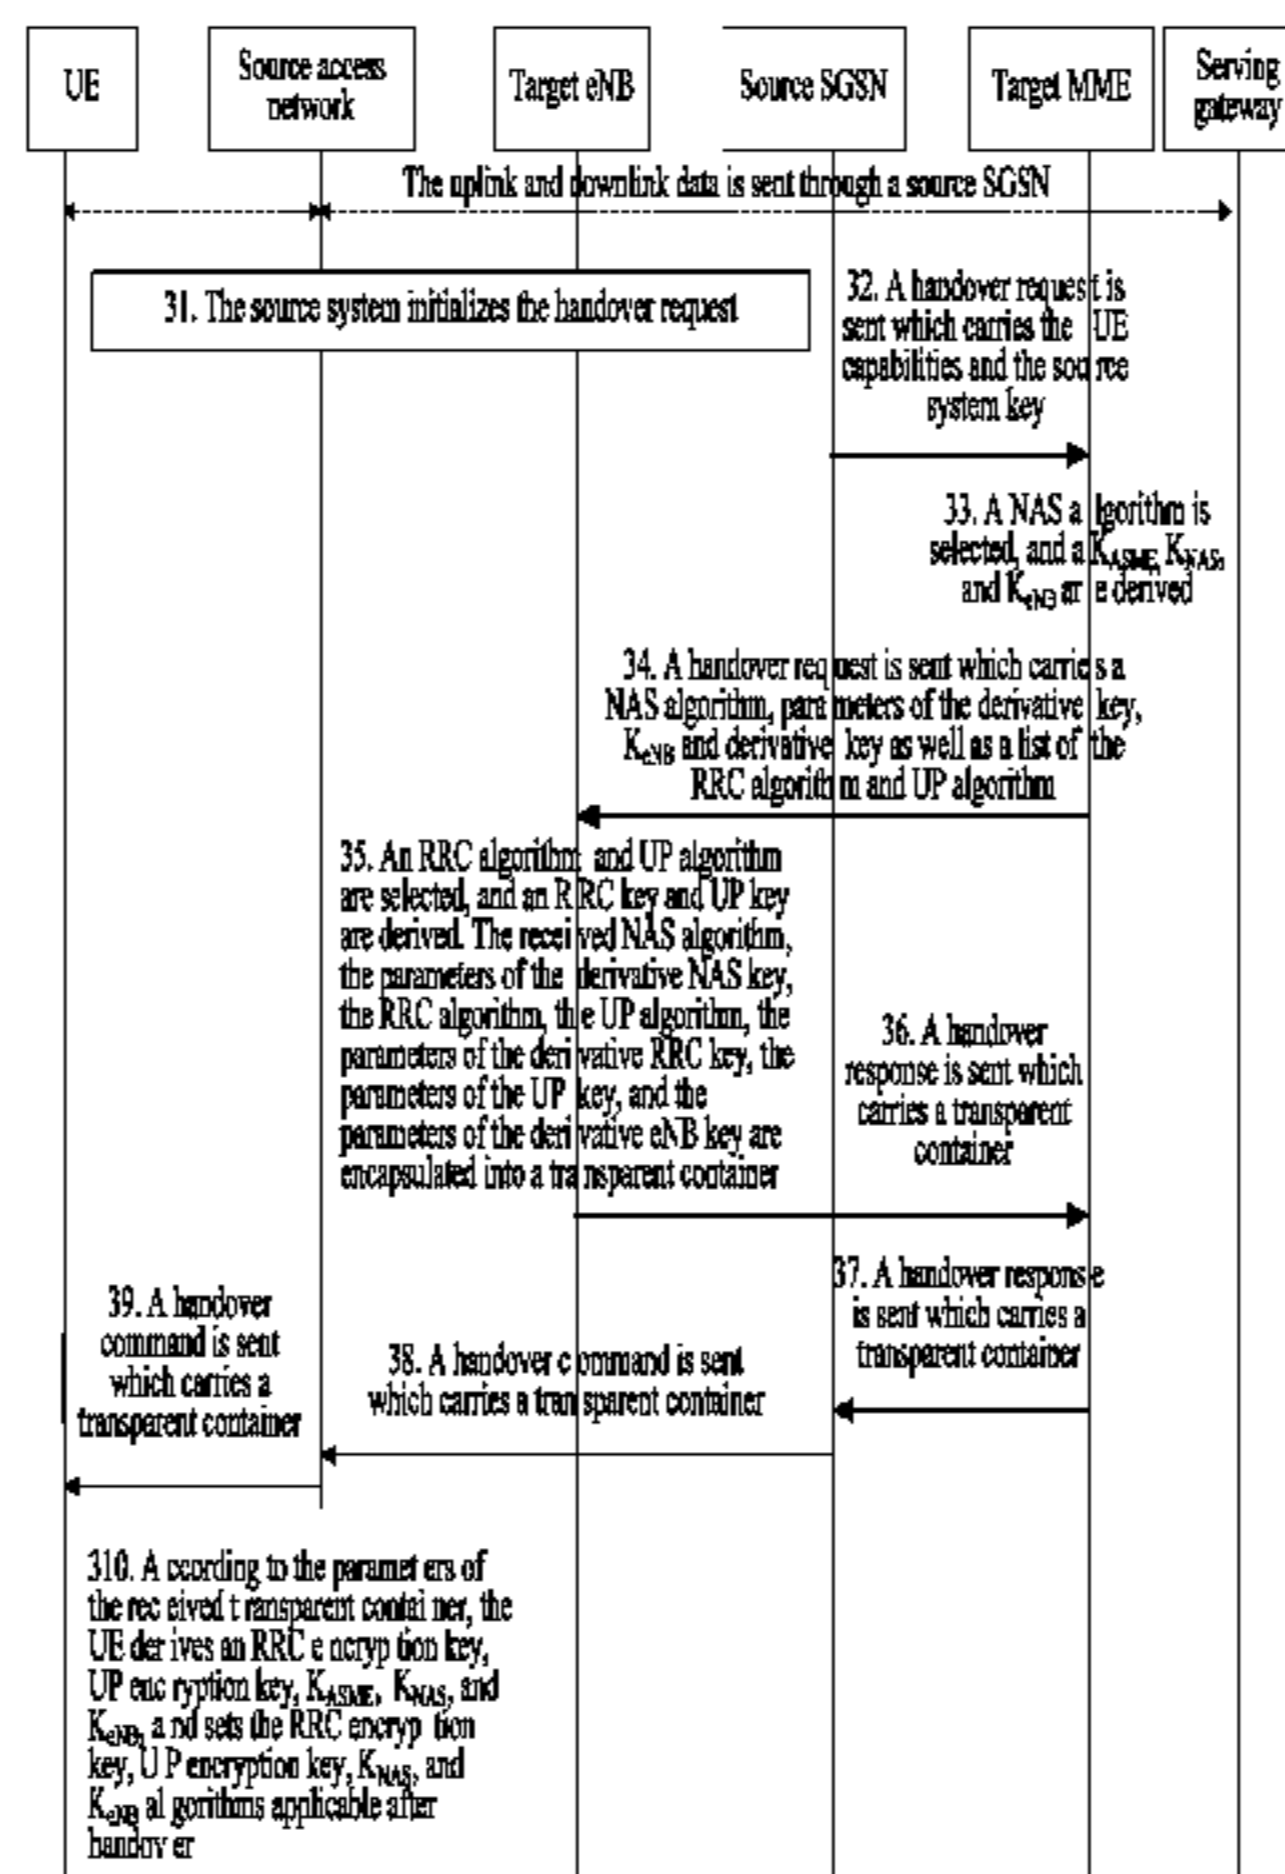 UE
Source access
network
Target eNB
Source SGSN
Target MME
Serving
gateway
The uplink and downlink data is sent through a source SGSN
31. The source system initializes the handover request
32. A handover request is
sent which carries the UE
capabilities and the source
system key
33. A NAS algorithm is
selected, and a KASME, KNAS,
and KeNB are derived
34. A handover request is sent which carries a
NAS algorithm, parameters of the derivative key,
KeNB and derivative key as well as a list of the
RRC algorithm and UP algorithm
35. An RRC algorithm and UP algorithm
are selected, and an RRC key and UP key
are derived. The received NAS algorithm,
the parameters of the derivative NAS key,
the RRC algorithm, the UP algorithm, the
parameters of the derivative RRC key, the
parameters of the UP key, and the
parameters of the derivative eNB key are
encapsulated into a transparent container
36. A handover
response is sent which
carries a transparent
container
37. A handover response
is sent which carries a
transparent container
38. A handover command is sent
which carries a transparent container
39. A handover
command is sent
which carries a
transparent container
310. According to the parameters of
the received transparent container, the
UE derives an RRC encryption key,
UP encryption key, KASME, KNAS, and
KeNB, and sets the RRC encryption
key, UP encryption key, KNAS, and
KeNB algorithms applicable after
handover